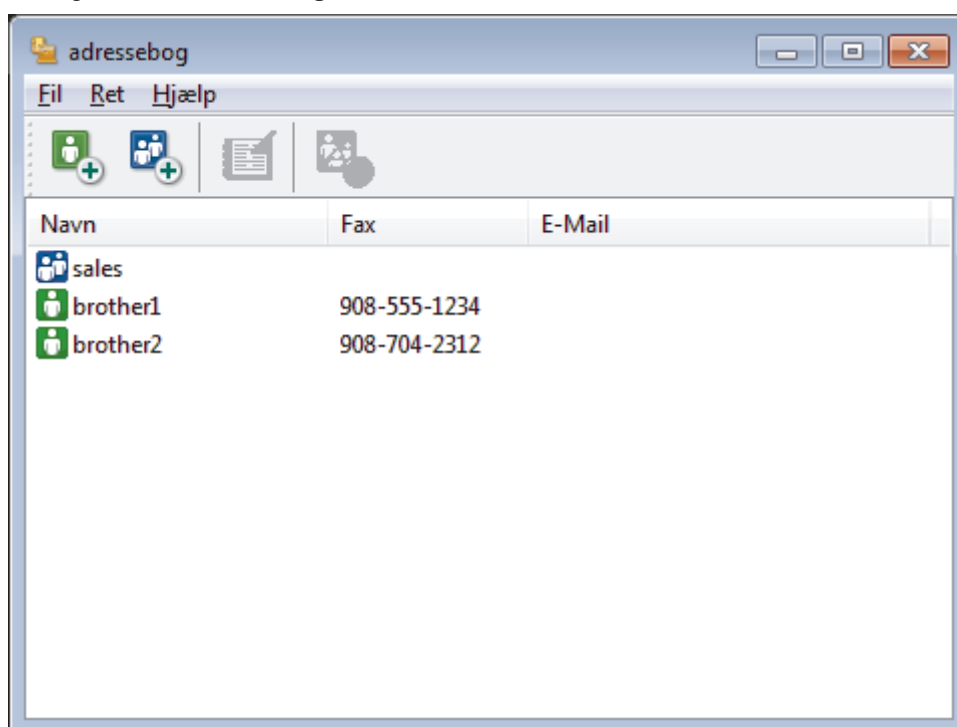 adressebog
Fil Ret Hjælp
Navn Fax E-Mail
sales
brother1 908-555-1234
brother2 908-704-2312